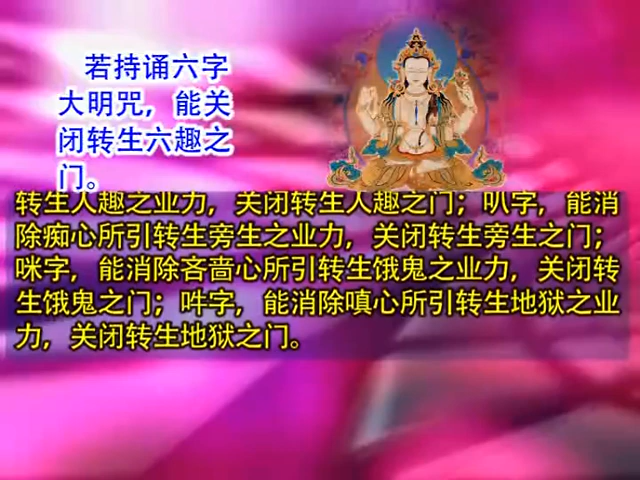 若持诵六字
大明咒，能关
闭转生六趣之
门。
转生人趣之业力，关闭转生人趣之门；叭字，能消
除痴心所引转生旁生之业力，关闭转生旁生之门；
咪字，能消除吝啬心所引转生饿鬼之业力，关闭转
生饿鬼之门；吽字，能消除嗔心所引转生地狱之业
力，关闭转生地狱之门。